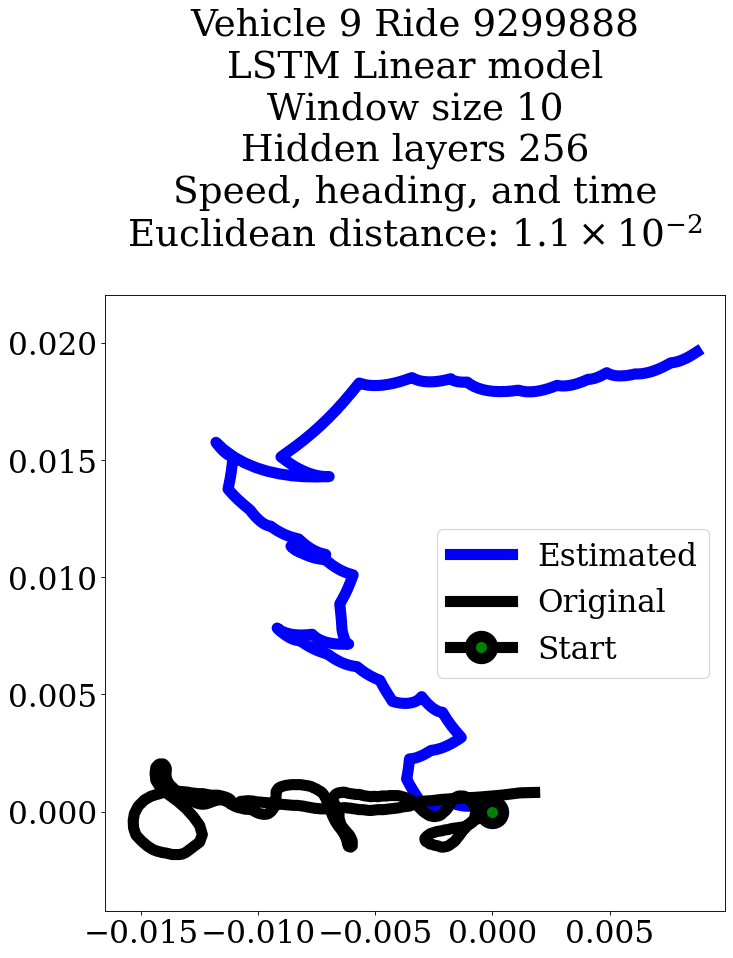 Vehicle 9 Ride 9299888
LSTM Linear model
Window size 10
Hidden layers 256
Speed, heading, and time
Euclidean distance: 1.1 × 10⁻²
0.020
0.015
0.010
0.005
0.000
Estimated
Original
Start
−0.015 −0.010 −0.005 0.000 0.005